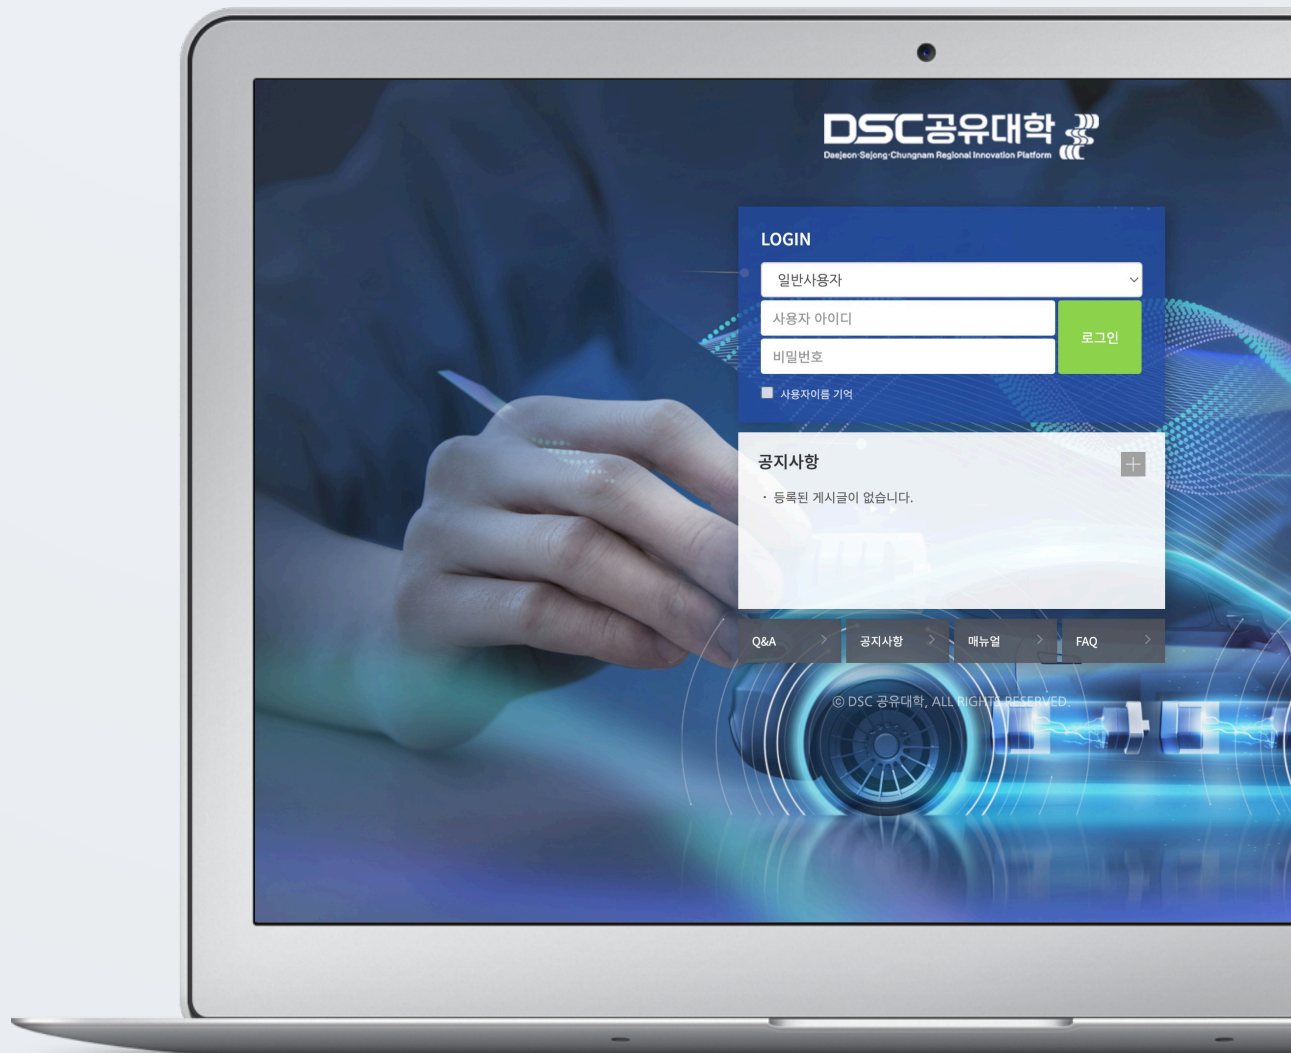 DSC공유대학
Daejeon·Sejong·Chungnam Regional Innovation Platform
LOGIN
일반사용자
사용자 아이디
로그인
비밀번호
사용자이름 기억
공지사항
· 등록된 게시글이 없습니다.
Q&A 공지사항 매뉴얼 FAQ
© DSC 공유대학, ALL RIGHTS RESERVED.